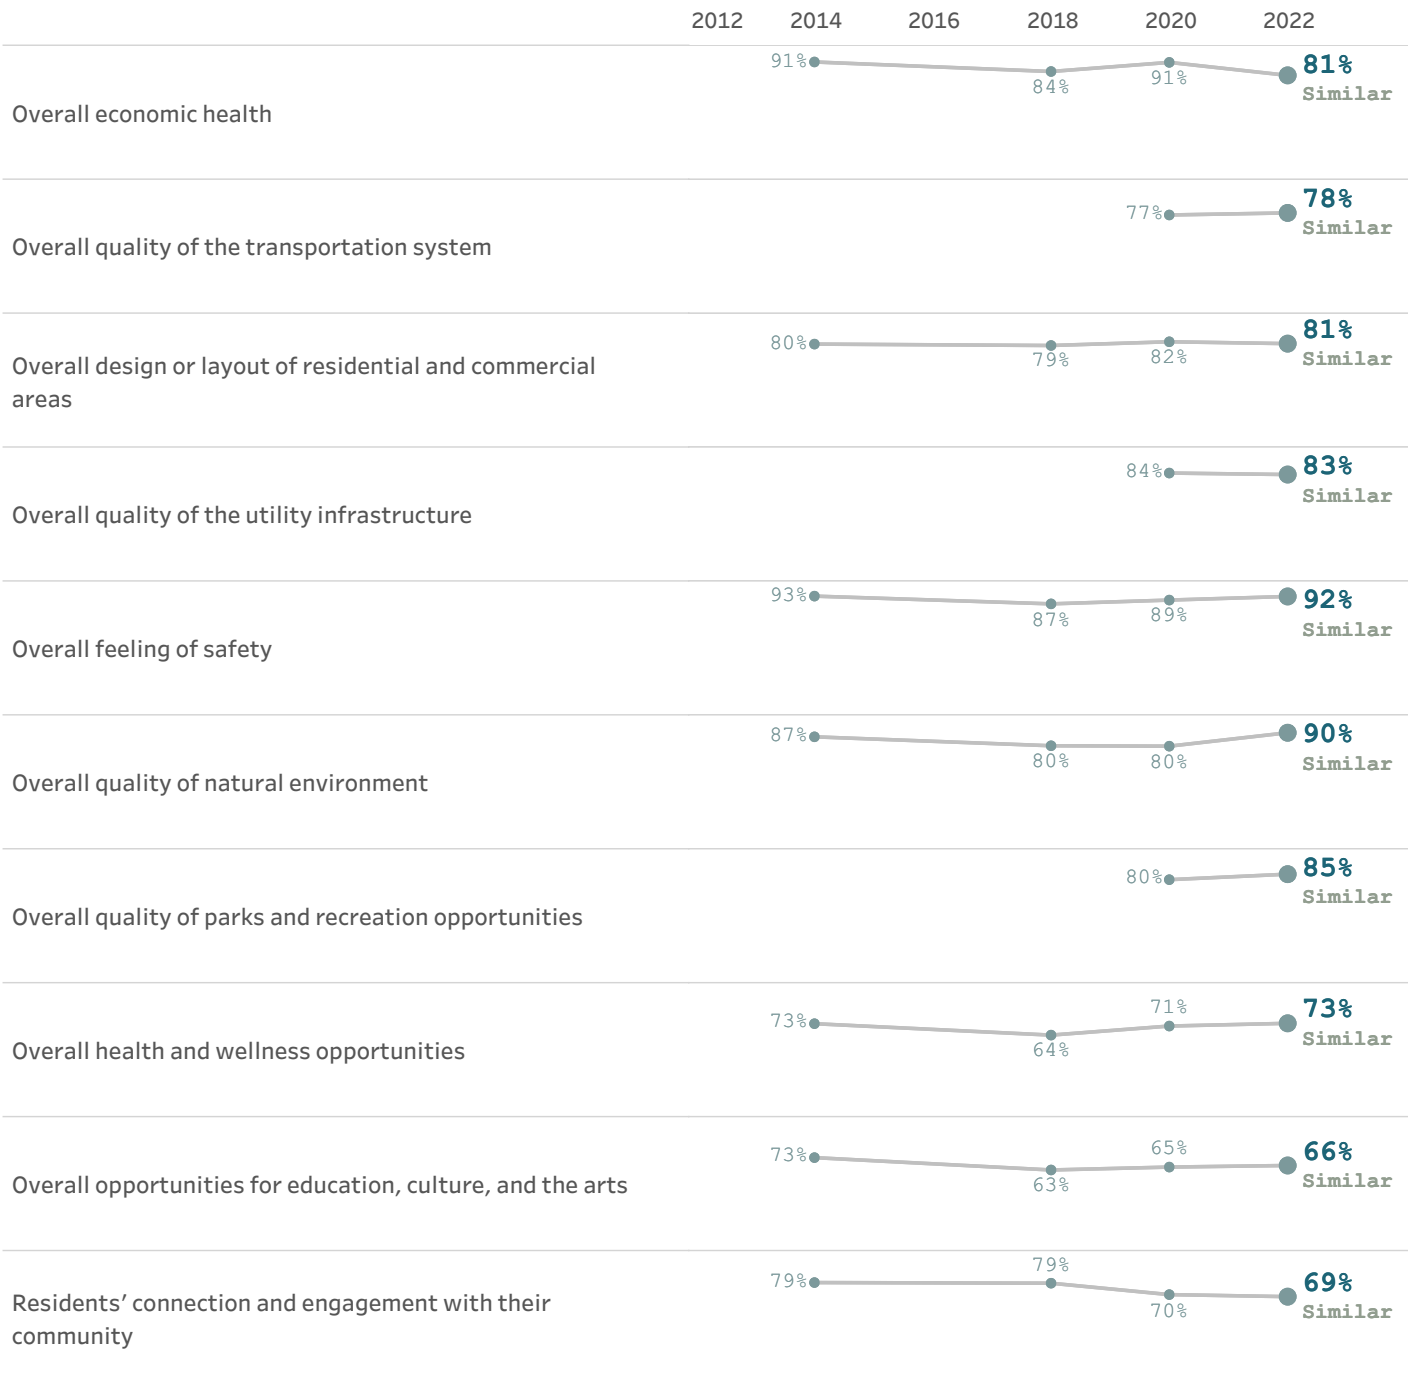 2012 2014 2016 2018 2020 2022
91% 84% 91% 81%
Similar
Overall economic health
77% 78%
Similar
Overall quality of the transportation system
80% 79% 82% 81%
Similar
Overall design or layout of residential and commercial
areas
84% 83%
Similar
Overall quality of the utility infrastructure
93% 87% 89% 92%
Similar
Overall feeling of safety
87% 80% 80% 90%
Similar
Overall quality of natural environment
80% 85%
Similar
Overall quality of parks and recreation opportunities
73% 64% 71% 73%
Similar
Overall health and wellness opportunities
73% 63% 65% 66%
Similar
Overall opportunities for education, culture, and the arts
79% 79% 70% 69%
Similar
Residents’ connection and engagement with their
community